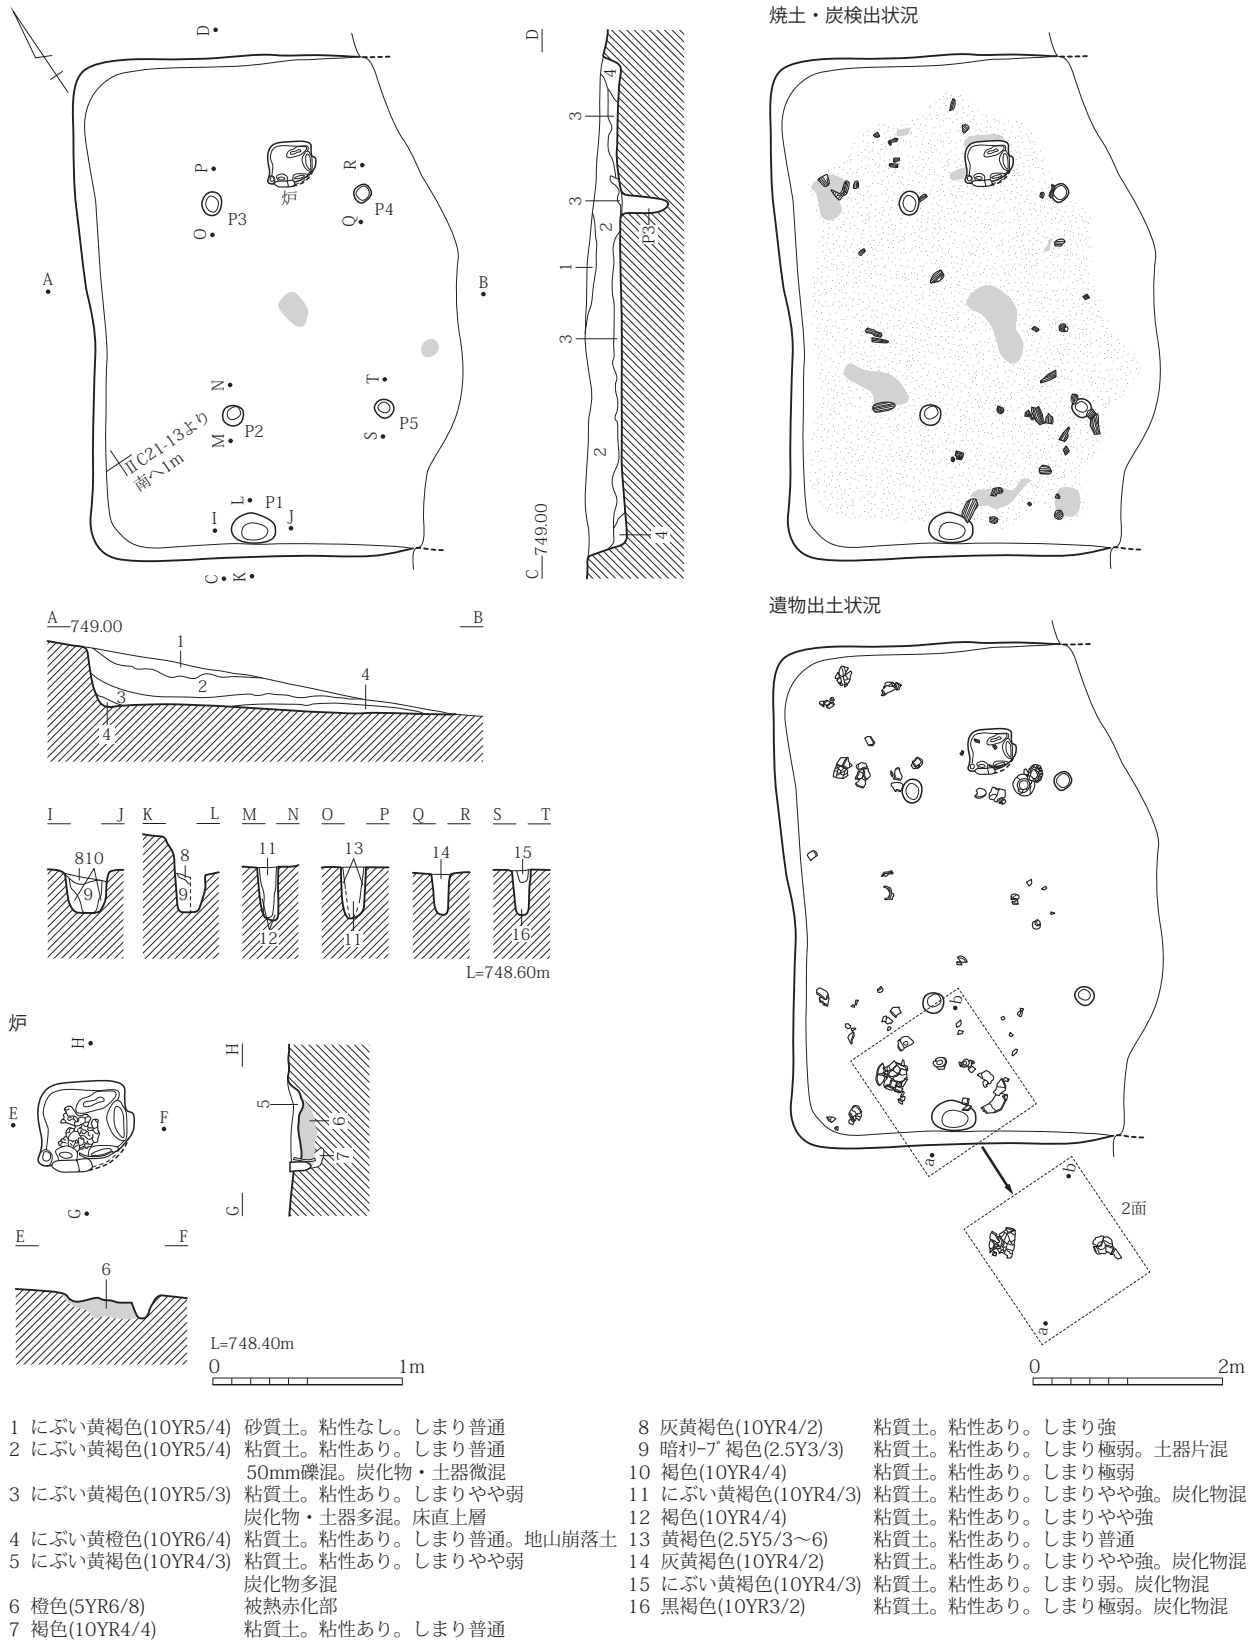 焼土・炭検出状況
D
P
R
炉
P3
P4
O
Q
A
B
N
T
P2
P5
M
S
ⅡC21-13より
南へ1m
L
P1
I
J
C
K
D
4
3
3
2
P3
1
3
2
4
C
749.00
遺物出土状況
b
a
b
2面
a
A
749.00
B
1
2
4
3
4
I
J
K
L
M
N
O
P
Q
R
S
T
8
10
9
8
9
11
12
13
11
14
15
16
L=748.60m
炉
H
E
F
G
H
5
6
7
G
E
F
6
L=748.40m
0
1m
0
2m
1 にぶい黄褐色(10YR5/4) 砂質土。粘性なし。しまり普通
2 にぶい黄褐色(10YR5/4) 粘質土。粘性あり。しまり普通
50mm礫混。炭化物・土器微混
3 にぶい黄褐色(10YR5/3) 粘質土。粘性あり。しまりやや弱
炭化物・土器多混。床直上層
4 にぶい黄橙色(10YR6/4) 粘質土。粘性あり。しまり普通。地山崩落土
5 にぶい黄褐色(10YR4/3) 粘質土。粘性あり。しまりやや弱
炭化物多混
6 橙色(5YR6/8) 被熱赤化部
7 褐色(10YR4/4) 粘質土。粘性あり。しまり普通
8 灰黄褐色(10YR4/2) 粘質土。粘性あり。しまり強
9 暗ｵﾘｰﾌﾞ褐色(2.5Y3/3) 粘質土。粘性あり。しまり極弱。土器片混
10 褐色(10YR4/4) 粘質土。粘性あり。しまり極弱
11 にぶい黄褐色(10YR4/3) 粘質土。粘性あり。しまりやや強。炭化物混
12 褐色(10YR4/4) 粘質土。粘性あり。しまりやや強
13 黄褐色(2.5Y5/3～6) 粘質土。粘性あり。しまり普通
14 灰黄褐色(10YR4/2) 粘質土。粘性あり。しまりやや強。炭化物混
15 にぶい黄褐色(10YR4/3) 粘質土。粘性あり。しまり弱。炭化物混
16 黒褐色(10YR3/2) 粘質土。粘性あり。しまり極弱。炭化物混